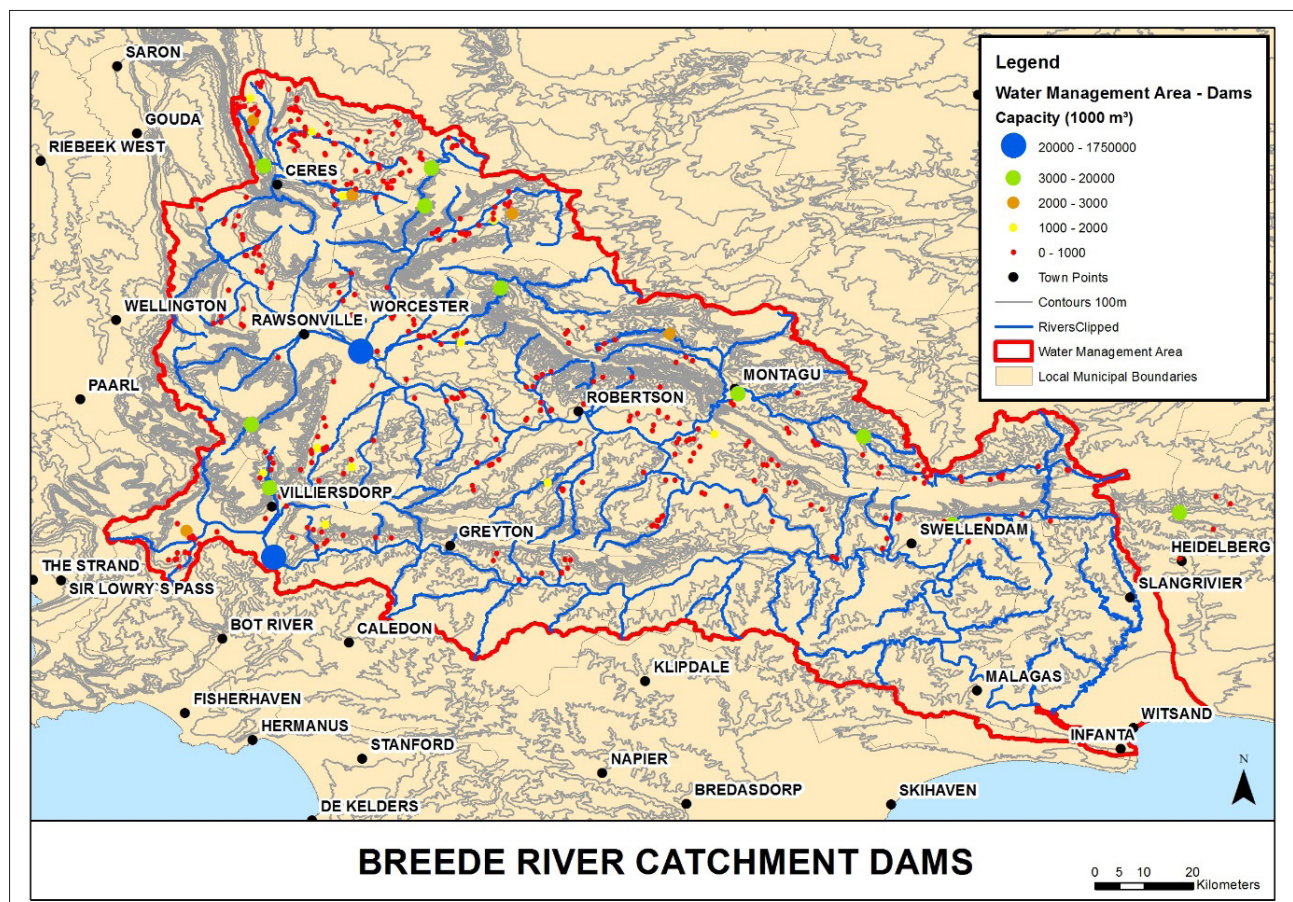 SARON
GOUDA
RIEBEEK WEST
CERES
WELLINGTON
RAWSONVILLE
WORCESTER
PAARL
ROBERTSON
MONTAGU
VILLIERSDORP
GREYTON
SWELLENDAM
HEIDELBERG
THE STRAND
SIR LOWRY`S PASS
SLANGRIVIER
BOT RIVER
CALEDON
KLIPDALE
MALAGAS
FISHERHAVEN
HERMANUS
WITSAND
INFANTA
STANFORD
NAPIER
BREDASDORP
SKIHAVEN
DE KELDERS
Legend
Water Management Area - Dams
Capacity (1000 m³)
20000 - 1750000
3000 - 20000
2000 - 3000
1000 - 2000
0 - 1000
Town Points
Contours 100m
RiversClipped
Water Management Area
Local Municipal Boundaries
N
BREEDE RIVER CATCHMENT DAMS
0 5 10 20
Kilometers